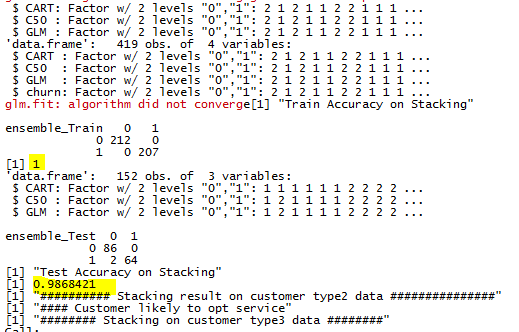 $ CART: Factor w/ 2 levels "0","1": 2 1 2 1 1 2 2 1 1 1 ...
$ C50 : Factor w/ 2 levels "0","1": 2 1 2 1 1 2 2 1 1 1 ...
$ GLM : Factor w/ 2 levels "0","1": 2 1 2 1 1 2 2 1 1 1 ...
'data.frame': 419 obs. of 4 variables:
$ CART : Factor w/ 2 levels "0","1": 2 1 2 1 1 2 2 1 1 1 ...
$ C50 : Factor w/ 2 levels "0","1": 2 1 2 1 1 2 2 1 1 1 ...
$ GLM : Factor w/ 2 levels "0","1": 2 1 2 1 1 2 2 1 1 1 ...
$ churn: Factor w/ 2 levels "0","1": 2 1 2 1 1 2 2 1 1 1 ...
glm.fit: algorithm did not converge[1] "Train Accuracy on Stacking"
ensemble_Train 0 1
0 212 0
1 0 207
[1] 1
'data.frame': 152 obs. of 3 variables:
$ CART: Factor w/ 2 levels "0","1": 1 1 1 1 1 1 2 2 2 2 ...
$ C50 : Factor w/ 2 levels "0","1": 1 2 1 1 1 1 2 2 2 2 ...
$ GLM : Factor w/ 2 levels "0","1": 1 2 1 1 1 1 2 2 2 2 ...
ensemble_Test 0 1
0 86 0
1 2 64
[1] "Test Accuracy on Stacking"
[1] 0.9868421
[1] "########## Stacking result on customer type2 data ###############"
[1] "#### Customer likely to opt service"
[1] "######## Stacking on customer type3 data ########"